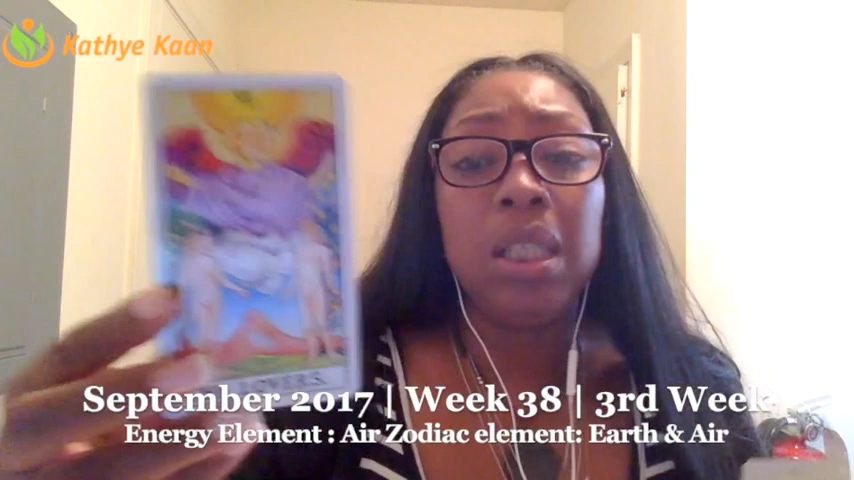 Kathye Kaan
LOVERS.
September 2017 | Week 38 | 3rd Week
Energy Element : Air Zodiac element: Earth & Air